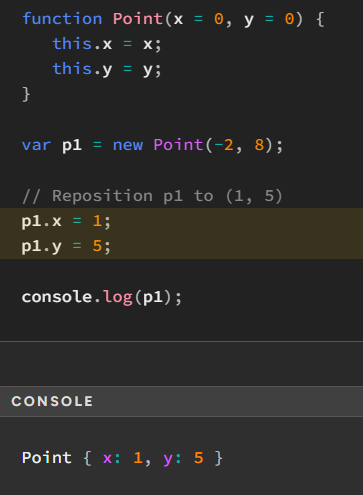 function Point(x = 0, y = 0) {
   this.x = x;
   this.y = y;
}
var p1 = new Point(-2, 8);
// Reposition p1 to (1, 5)
p1.x = 1;
p1.y = 5;
console.log(p1);
CONSOLE
Point { x: 1, y: 5 }